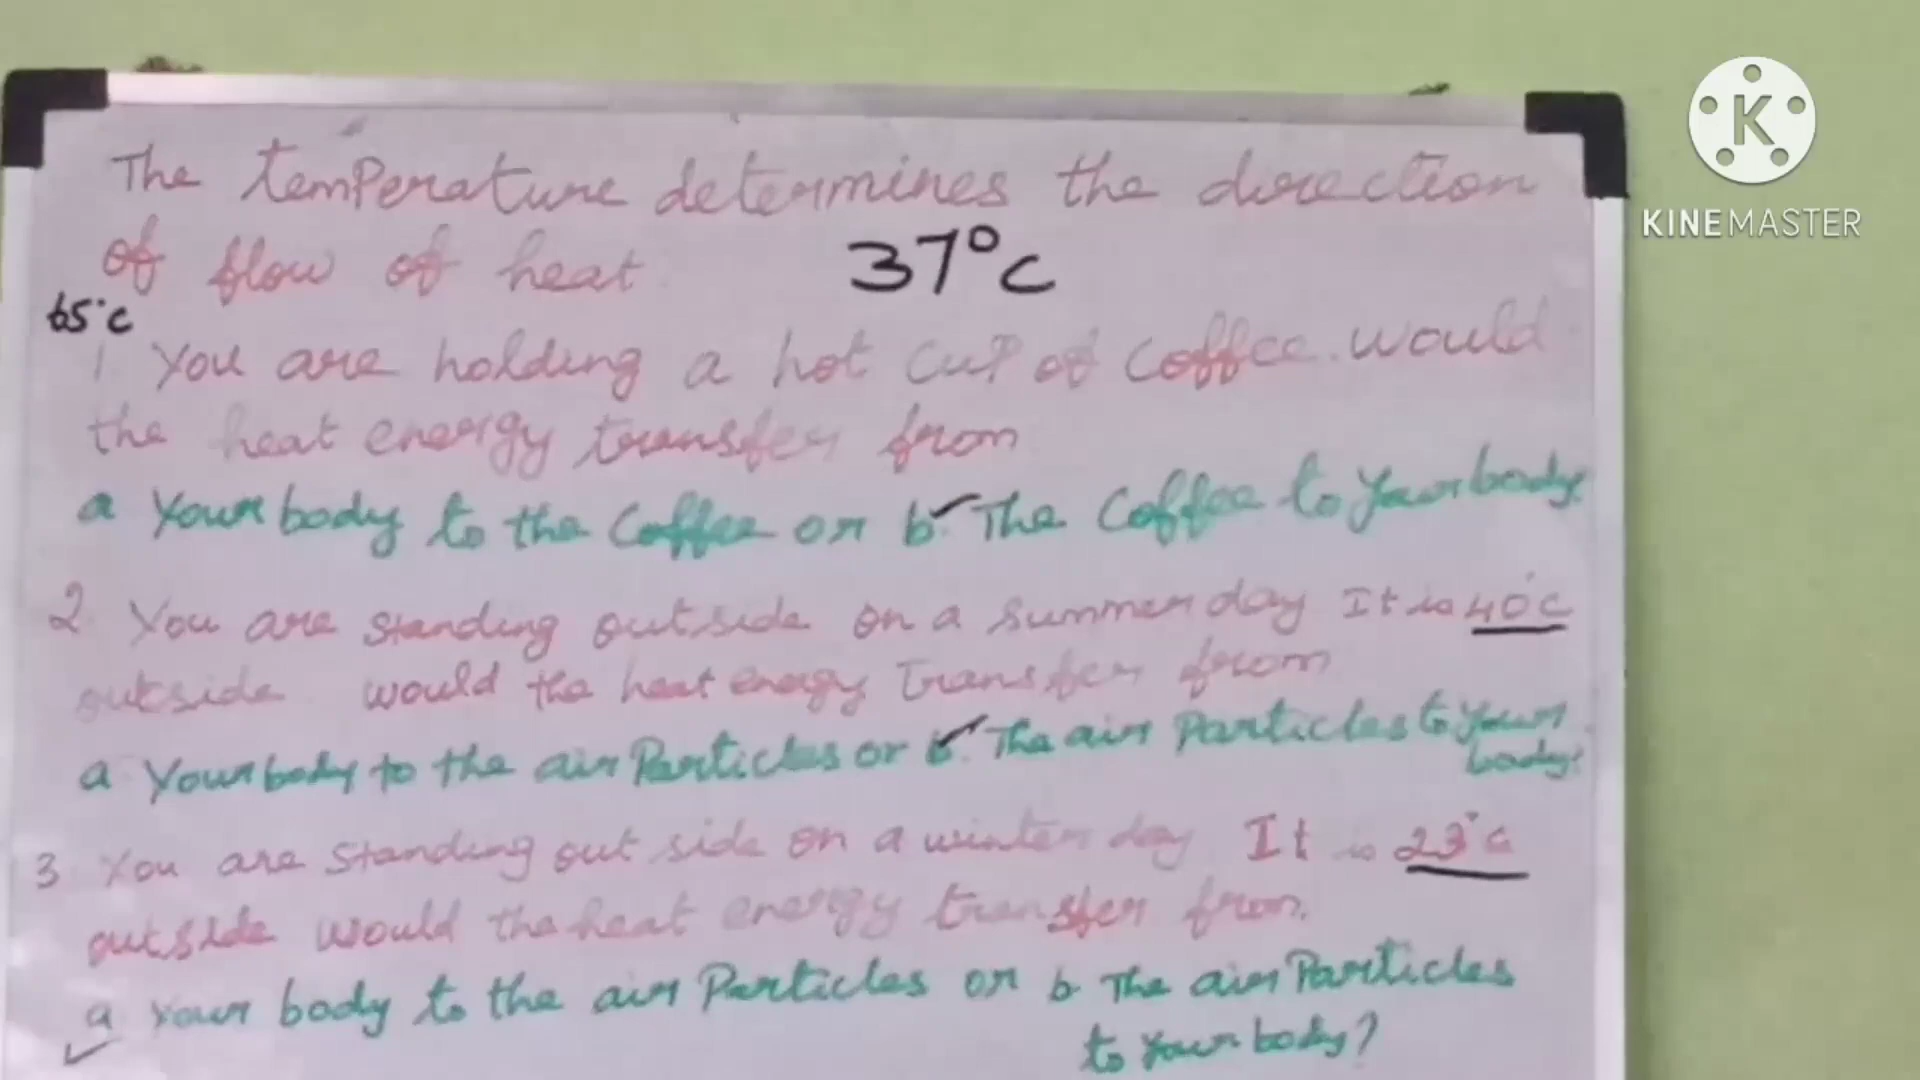 The temperature determines the direction
of flow of heat 37°C
65°C
1 You are holding a hot cup of coffee. would
the heat energy transfer from
a Your body to the Coffee or b. The Coffee to Your body.
2 You are standing outside on a summer day It is 40°C
outside would the heat energy Transfer from
a Your body to the air Particles or b. The air Particles to Your
body.
3 You are standing out side on a winter day It is 23°C
outside would the heat energy transfer from.
a Your body to the air Particles or b The air Particles
to Your body?
K
KINEMASTER